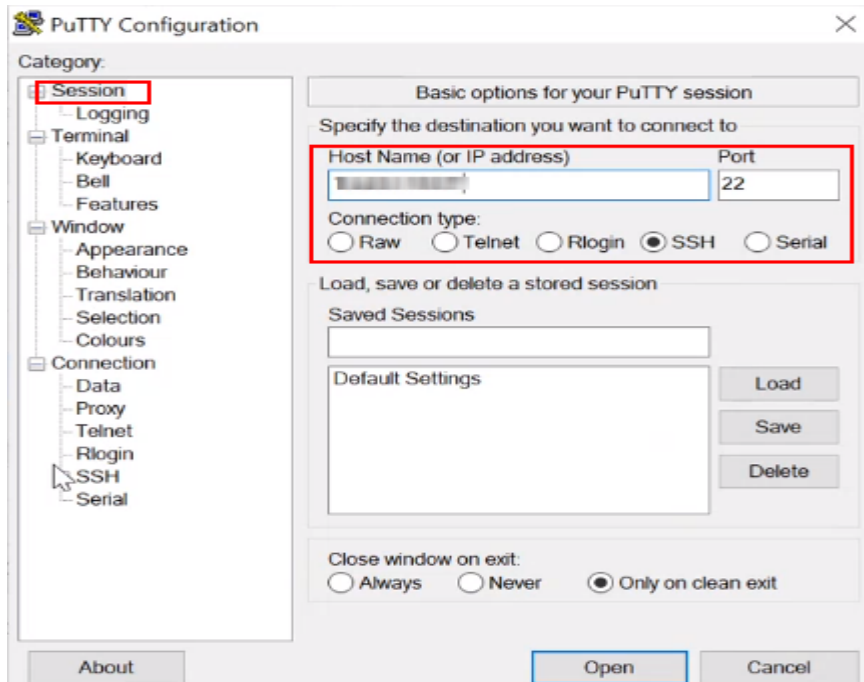 PuTTY Configuration
Category:
Session
Logging
Terminal
Keyboard
Bell
Features
Window
Appearance
Behaviour
Translation
Selection
Colours
Connection
Data
Proxy
Telnet
Rlogin
SSH
Serial
Basic options for your PuTTY session
Specify the destination you want to connect to
Host Name (or IP address) Port
22
Connection type:
Raw Telnet Rlogin SSH Serial
Load, save or delete a stored session
Saved Sessions
Default Settings
Load
Save
Delete
Close window on exit:
Always Never Only on clean exit
About Open Cancel